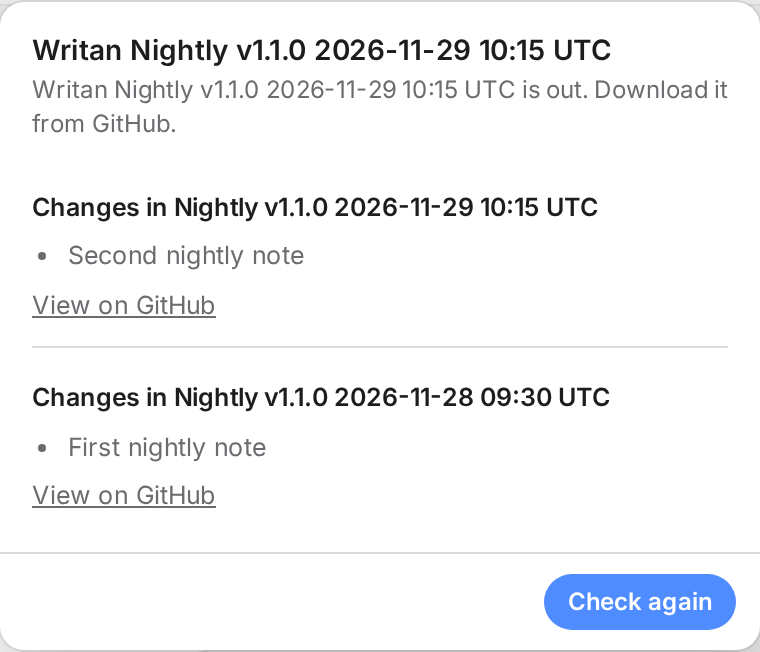 Writan Nightly v1.1.0 2026-11-29 10:15 UTC
Writan Nightly v1.1.0 2026-11-29 10:15 UTC is out. Download it
from GitHub.
Changes in Nightly v1.1.0 2026-11-29 10:15 UTC
• Second nightly note
View on GitHub
Changes in Nightly v1.1.0 2026-11-28 09:30 UTC
• First nightly note
View on GitHub
Check again